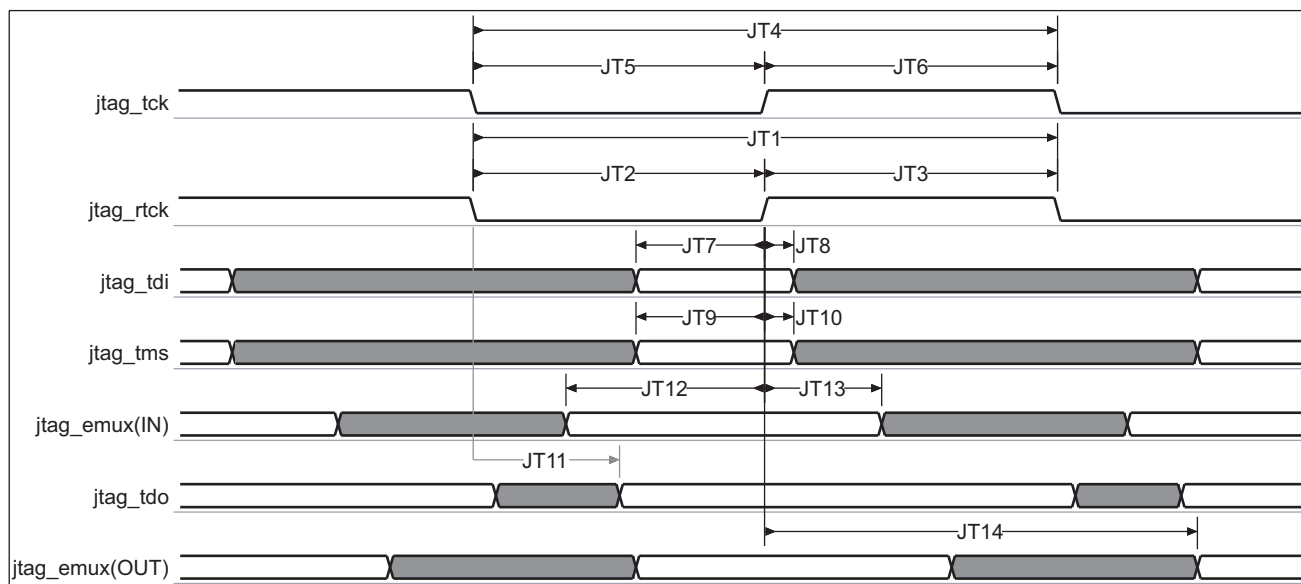 JT4
JT5 JT6
jtag_tck
JT1
JT2 JT3
jtag_rtck
JT7 JT8
jtag_tdi
JT9 JT10
jtag_tms
JT12 JT13
jtag_emux(IN)
JT11
jtag_tdo
JT14
jtag_emux(OUT)